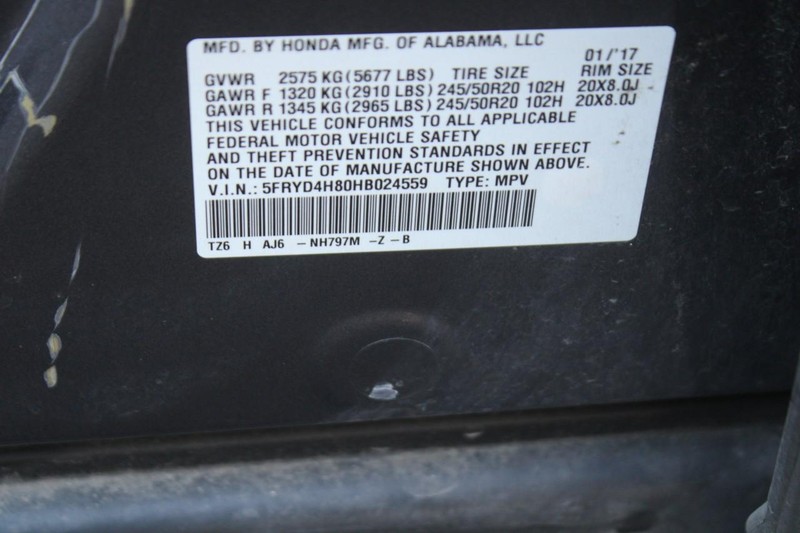 MFD. BY HONDA MFG. OF ALABAMA, LLC
01/'17
GVWR 2575 KG (5677 LBS) TIRE SIZE RIM SIZE
GAWR F 1320 KG (2910 LBS) 245/50R20 102H 20X8.0J
GAWR R 1345 KG (2965 LBS) 245/50R20 102H 20X8.0J
THIS VEHICLE CONFORMS TO ALL APPLICABLE
FEDERAL MOTOR VEHICLE SAFETY
AND THEFT PREVENTION STANDARDS IN EFFECT
ON THE DATE OF MANUFACTURE SHOWN ABOVE.
V.I.N.: 5FRYD4H80HB024559 TYPE: MPV
TZ6 H AJ6 - NH797M -Z -B